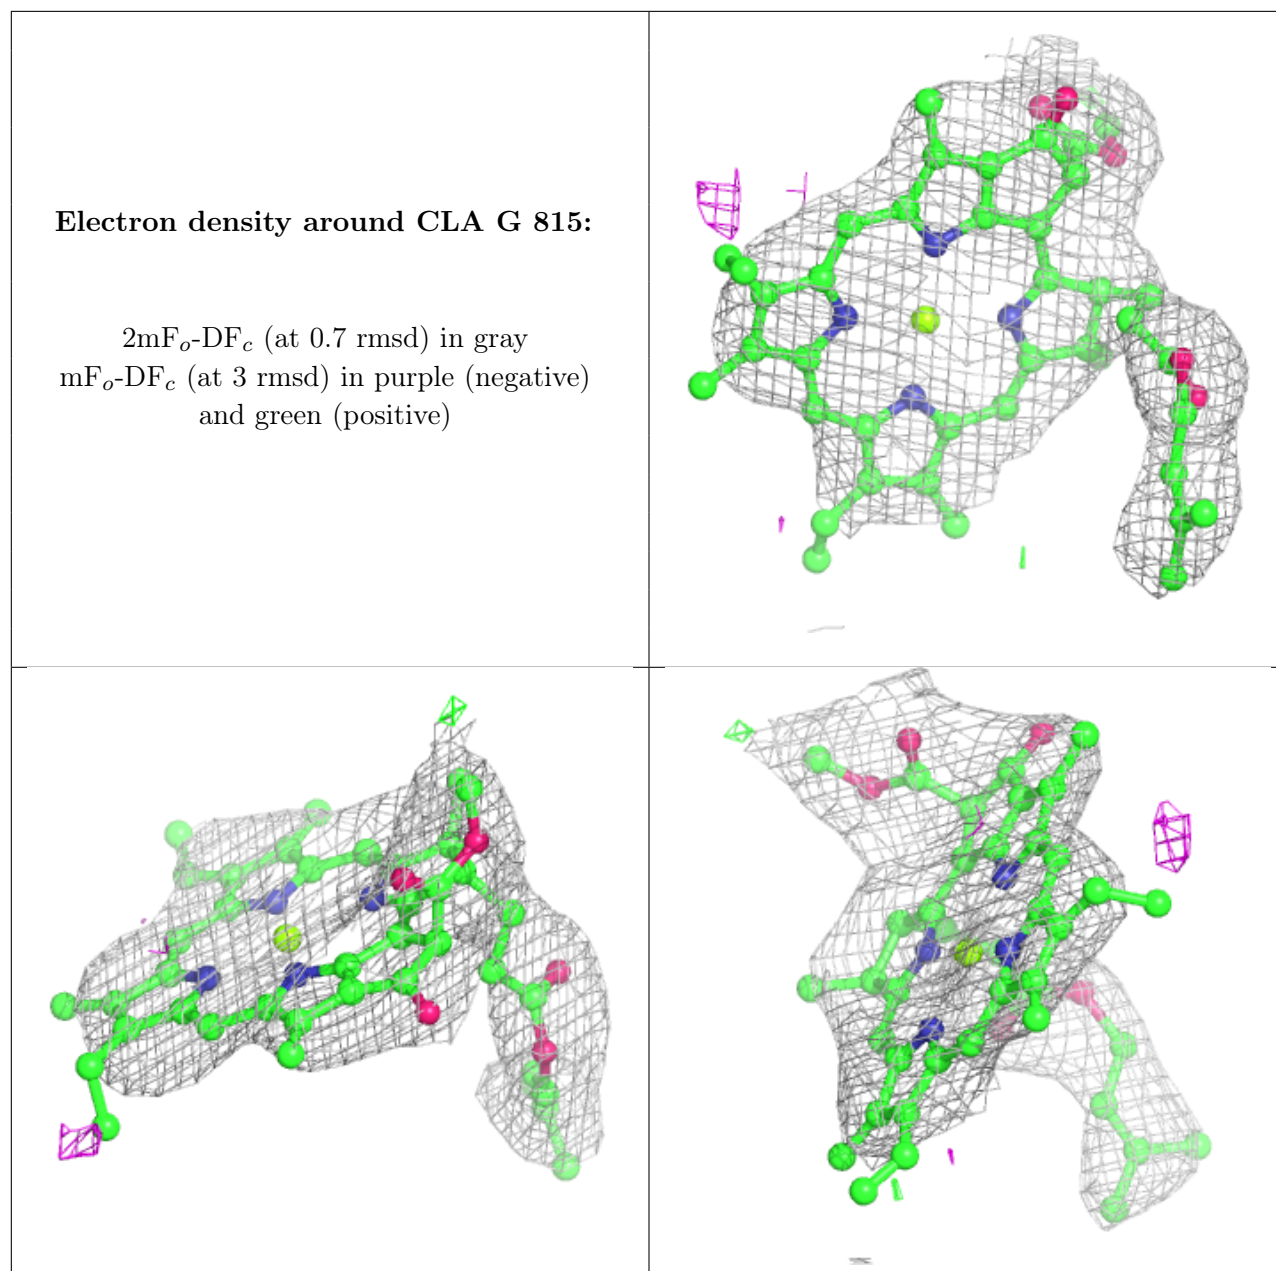 Electron density around CLA G 815:
2mFo-DFc (at 0.7 rmsd) in gray
mFo-DFc (at 3 rmsd) in purple (negative)
and green (positive)